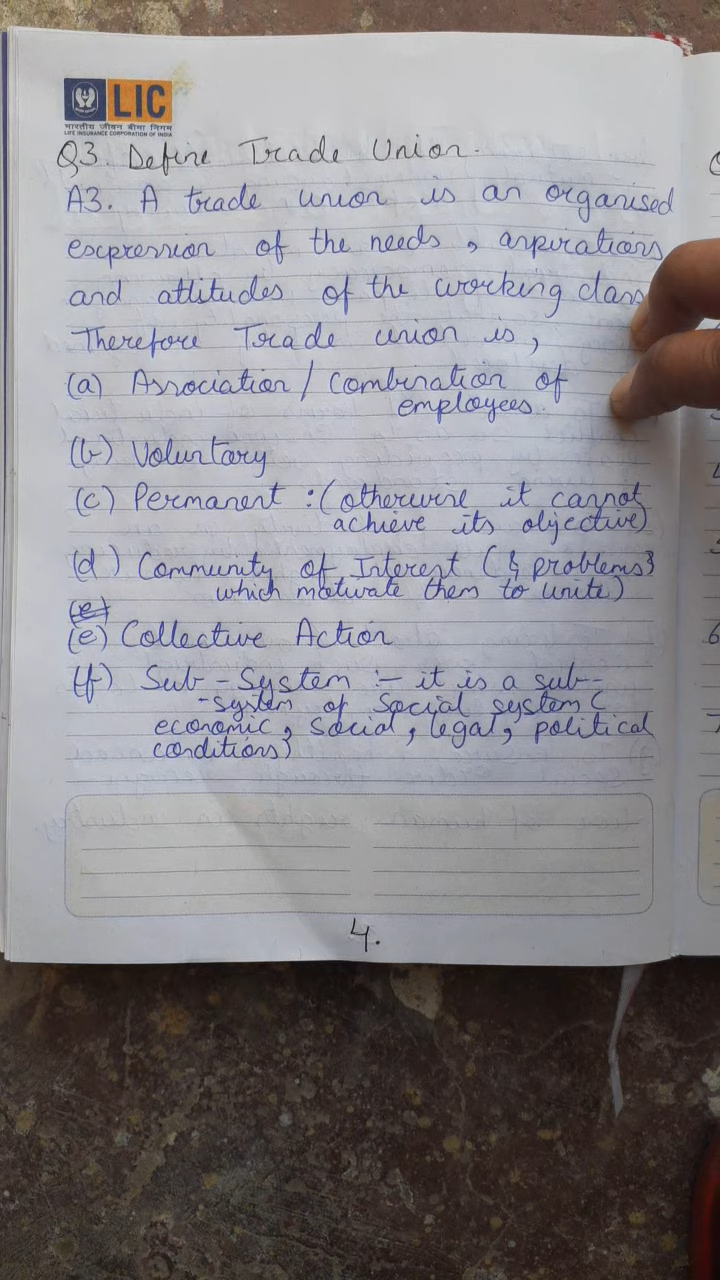 LIC
भारतीय जीवन बीमा निगम
LIFE INSURANCE CORPORATION OF INDIA
Q3. Define Trade Union.
A3. A trade union is an organised
expression of the needs, aspirations
and attitudes of the working class
Therefore Trade union is,
(a) Association / Combination of
employees.
(b) Voluntary
(c) Permanent :(otherwise it cannot
achieve its objective)
(d) Community of Interest (& problems}
which motivate them to unite)
(e)
(e) Collective Action
(f) Sub-System :- it is a sub-
-system of Social system (
economic, social, legal, political
conditions)
4.
6